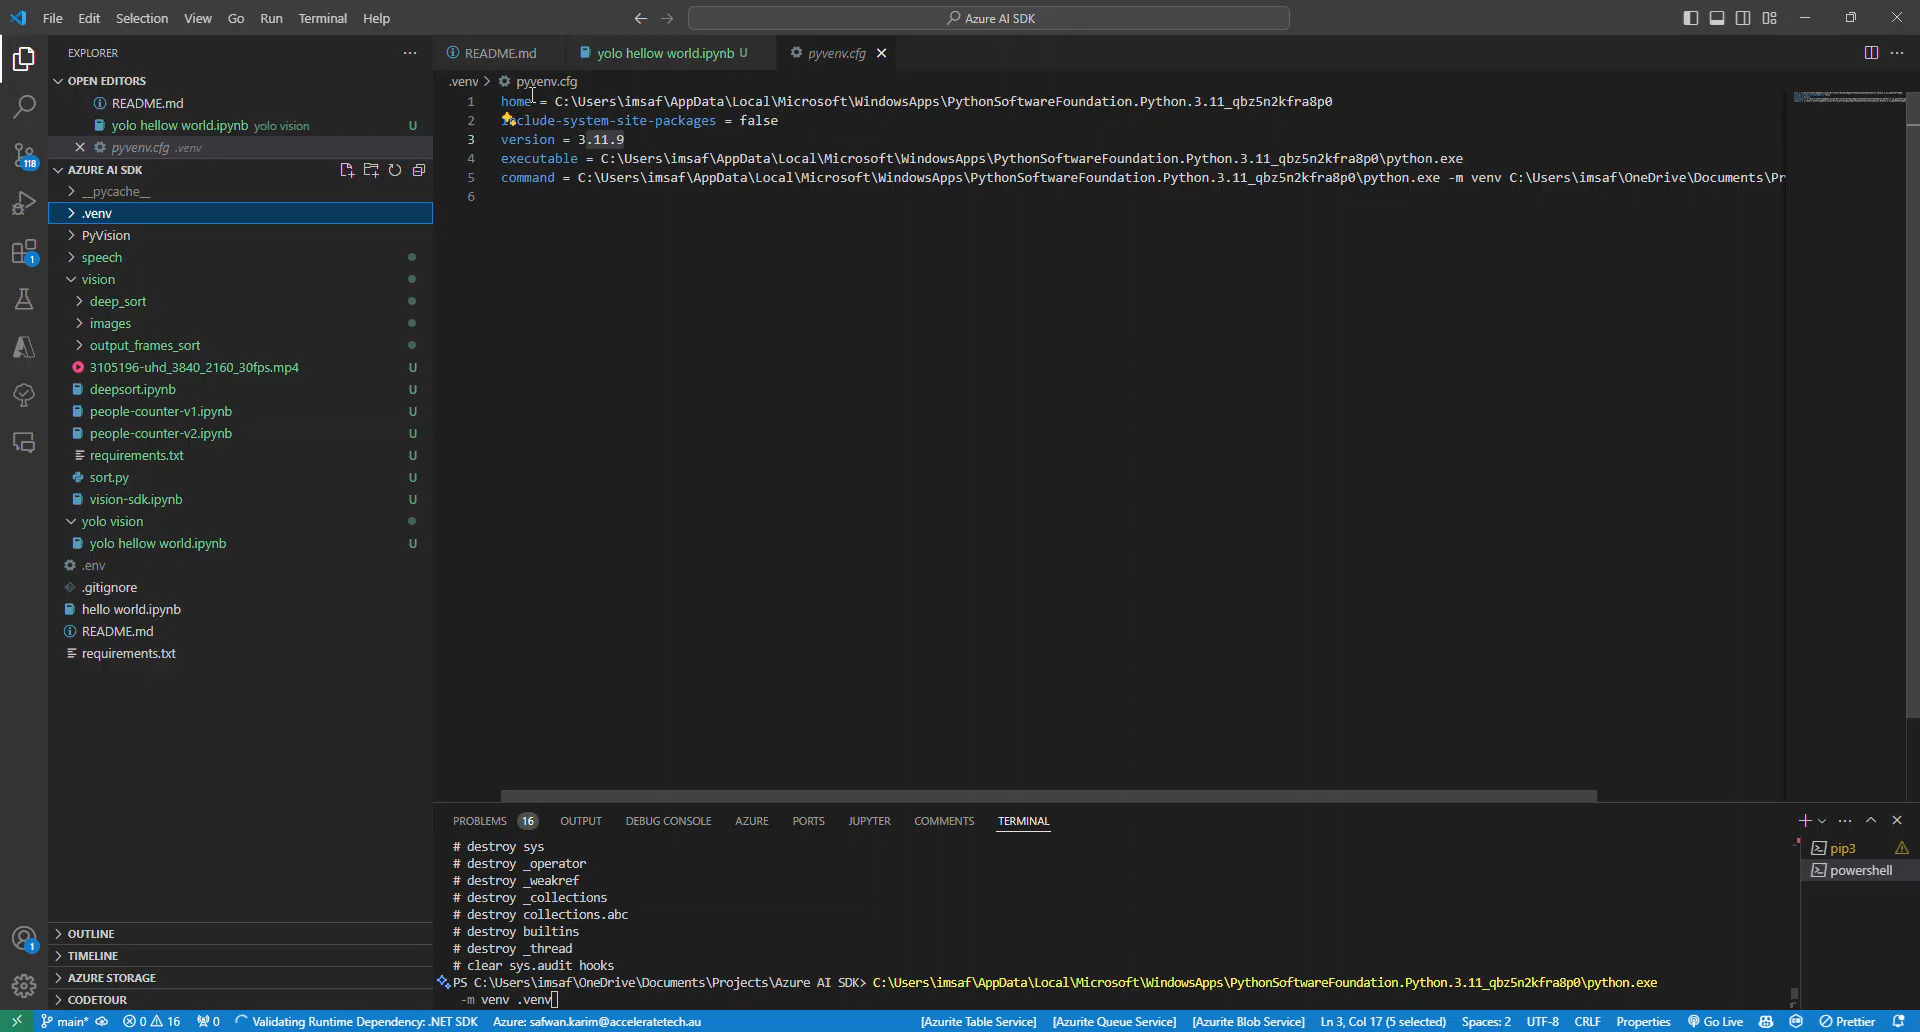 File Edit Selection View Go Run Terminal Help
Azure AI SDK
EXPLORER
OPEN EDITORS
README.md
yolo hellow world.ipynb yolo vision U
pyvenv.cfg .venv
AZURE AI SDK
__pycache__
.venv
PyVision
speech
vision
deep_sort
images
output_frames_sort
3105196-uhd_3840_2160_30fps.mp4 U
deepsort.ipynb U
people-counter-v1.ipynb U
people-counter-v2.ipynb U
requirements.txt U
sort.py U
vision-sdk.ipynb U
yolo vision
yolo hellow world.ipynb U
.env
.gitignore
hello world.ipynb
README.md
requirements.txt
OUTLINE
TIMELINE
AZURE STORAGE
CODETOUR
118
1
1
README.md yolo hellow world.ipynb U pyvenv.cfg
.venv > pyvenv.cfg
1 home = C:\Users\imsaf\AppData\Local\Microsoft\WindowsApps\PythonSoftwareFoundation.Python.3.11_qbz5n2kfra8p0
2 include-system-site-packages = false
3 version = 3.11.9
4 executable = C:\Users\imsaf\AppData\Local\Microsoft\WindowsApps\PythonSoftwareFoundation.Python.3.11_qbz5n2kfra8p0\python.exe
5 command = C:\Users\imsaf\AppData\Local\Microsoft\WindowsApps\PythonSoftwareFoundation.Python.3.11_qbz5n2kfra8p0\python.exe -m venv C:\Users\imsaf\OneDrive\Documents\Pr
6
PROBLEMS 16 OUTPUT DEBUG CONSOLE AZURE PORTS JUPYTER COMMENTS TERMINAL
# destroy sys
# destroy _operator
# destroy _weakref
# destroy _collections
# destroy collections.abc
# destroy builtins
# destroy _thread
# clear sys.audit hooks
PS C:\Users\imsaf\OneDrive\Documents\Projects\Azure AI SDK> C:\Users\imsaf\AppData\Local\Microsoft\WindowsApps\PythonSoftwareFoundation.Python.3.11_qbz5n2kfra8p0\python.exe
-m venv .venv
pip3
powershell
main* 0 16 0 Validating Runtime Dependency: .NET SDK Azure: safwan.karim@acceleratetech.au [Azurite Table Service] [Azurite Queue Service] [Azurite Blob Service] Ln 3, Col 17 (5 selected) Spaces: 2 UTF-8 CRLF Properties Go Live Prettier